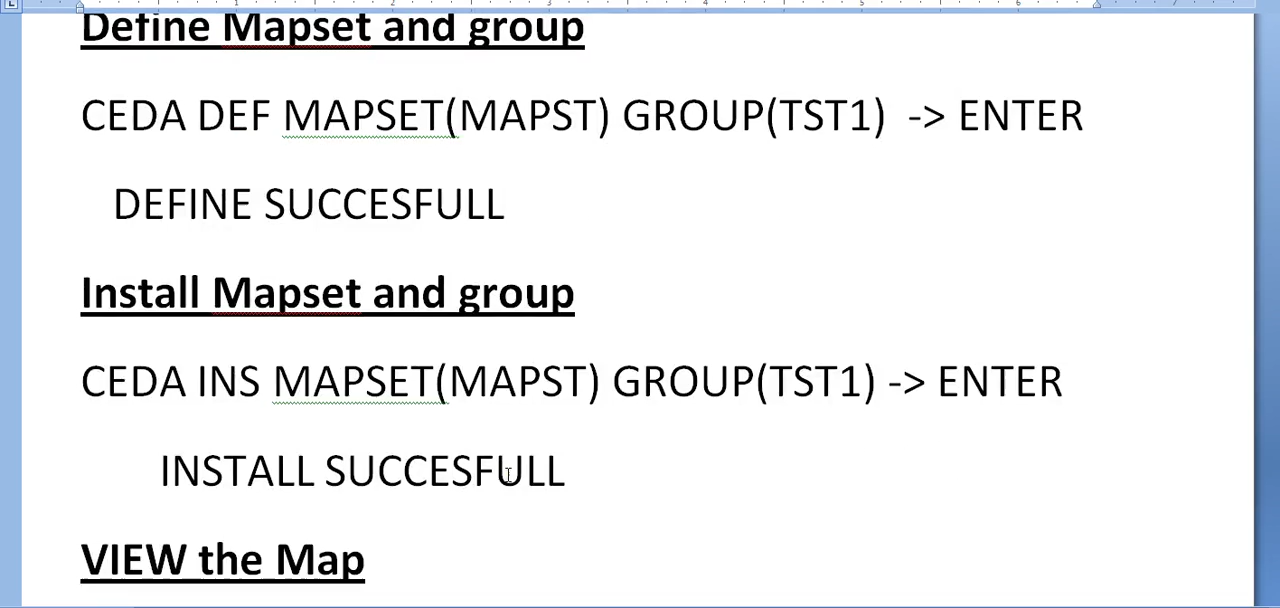 Define Mapset and group
CEDA DEF MAPSET(MAPST) GROUP(TST1) -> ENTER
DEFINE SUCCESFULL
Install Mapset and group
CEDA INS MAPSET(MAPST) GROUP(TST1) -> ENTER
INSTALL SUCCESFULL
VIEW the Map